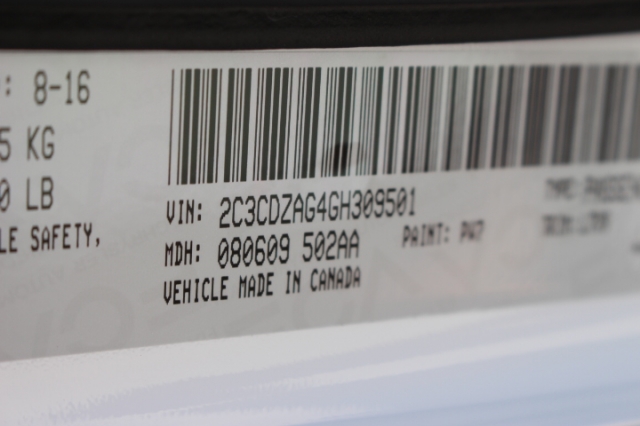 : 8-16
5 KG
0 LB
LE SAFETY,
VIN: 2C3CDZAG4GH309501
MDH: 080609 502AA
PAINT: PW7
VEHICLE MADE IN CANADA
TYPE: